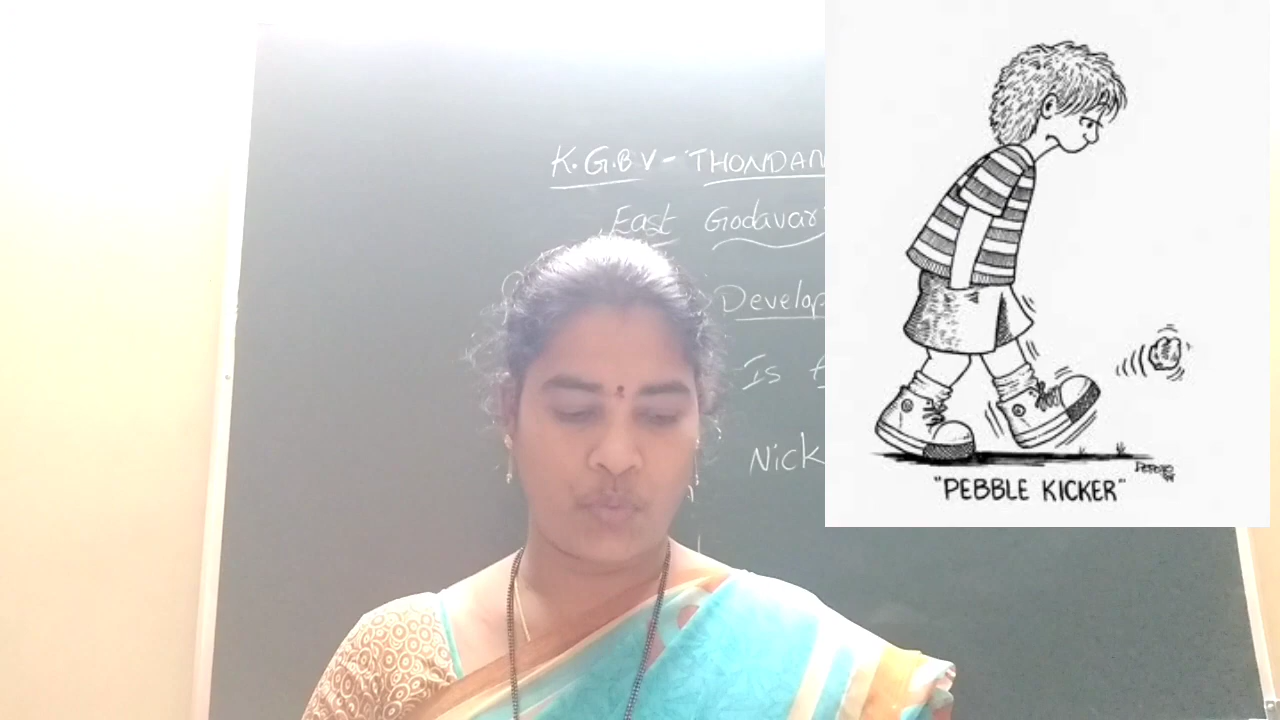 K.G.B V - THONDAN
East Godavar
Develop
Is
Nick
"PEBBLE KICKER"